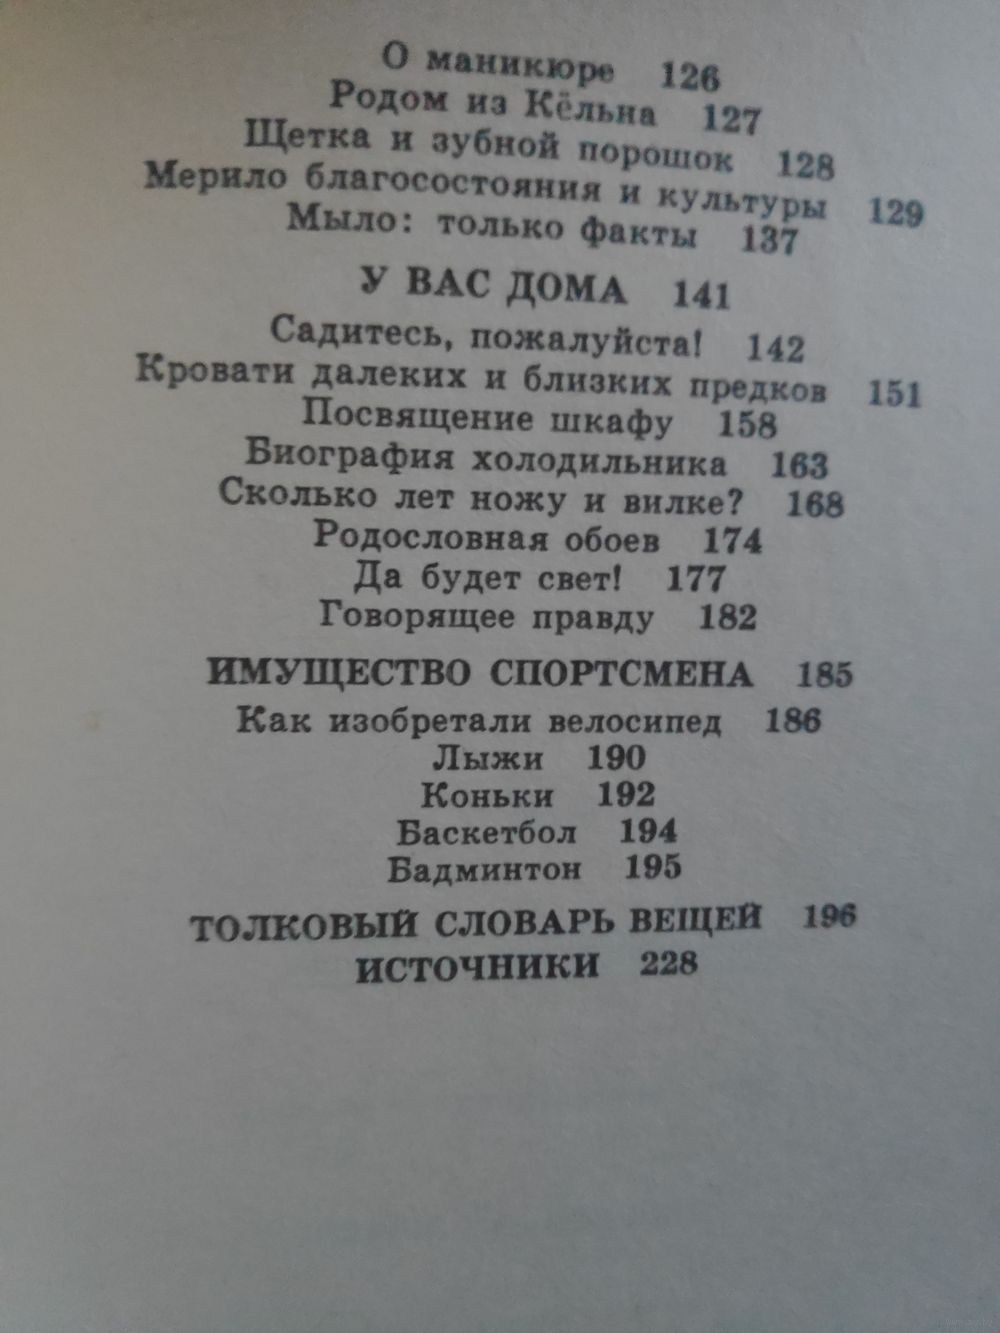 О маникюре 126
Родом из Кёльна 127
Щетка и зубной порошок 128
Мерило благосостояния и культуры 129
Мыло: только факты 137
У ВАС ДОМА 141
Садитесь, пожалуйста! 142
Кровати далеких и близких предков 151
Посвящение шкафу 158
Биография холодильника 163
Сколько лет ножу и вилке? 168
Родословная обоев 174
Да будет свет! 177
Говорящее правду 182
ИМУЩЕСТВО СПОРТСМЕНА 185
Как изобретали велосипед 186
Лыжи 190
Коньки 192
Баскетбол 194
Бадминтон 195
ТОЛКОВЫЙ СЛОВАРЬ ВЕЩЕЙ 196
ИСТОЧНИКИ 228